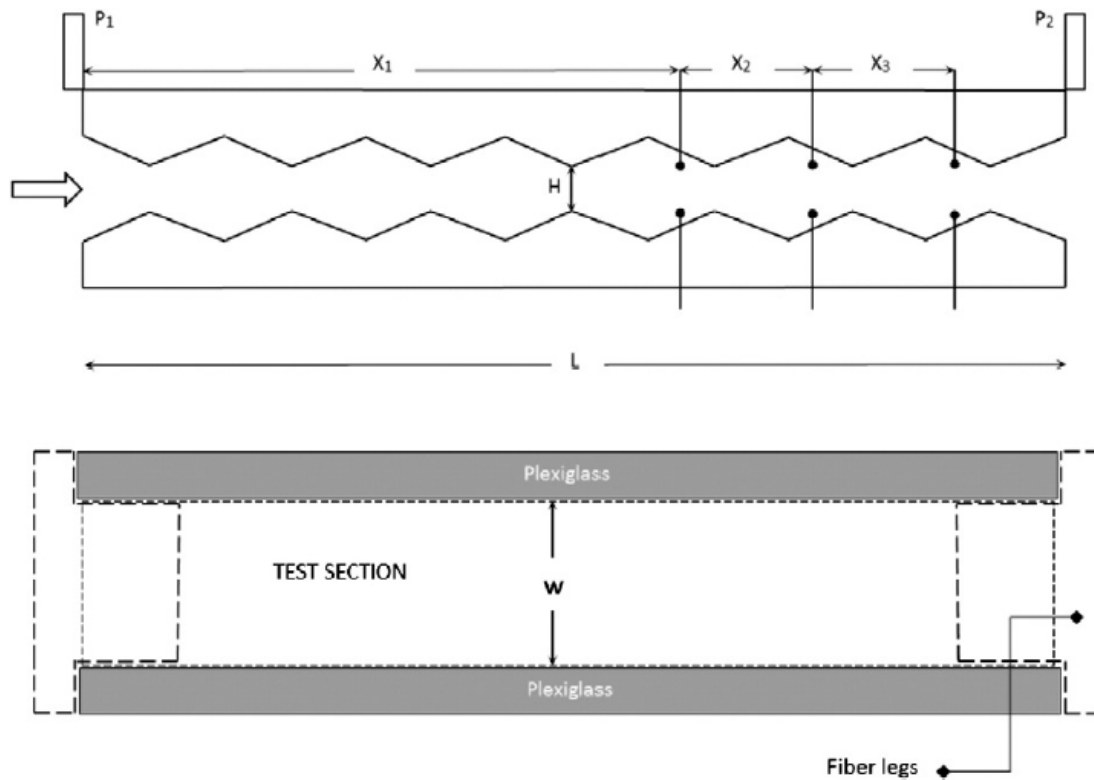 P₁
P₂
X₁
X₂
X₃
H
L
Plexiglass
TEST SECTION
W
Plexiglass
Fiber legs